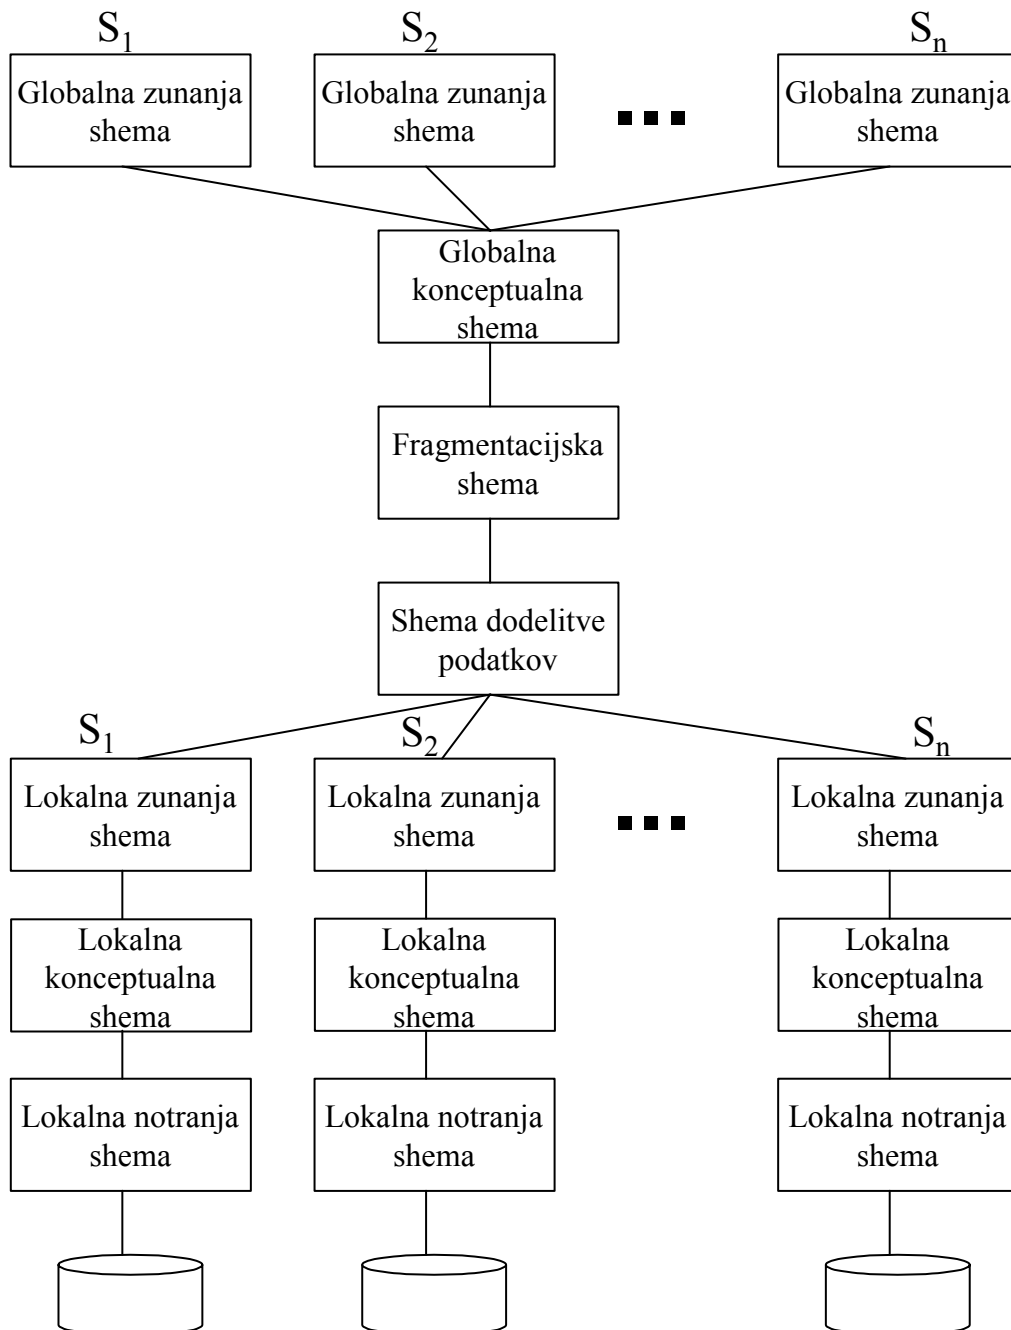 S₁ S₂ Sₙ
Globalna zunanja Globalna zunanja Globalna zunanja
shema shema shema
Globalna
konceptualna
shema
Fragmentacijska
shema
Shema dodelitve
podatkov
S₁ S₂ Sₙ
Lokalna zunanja Lokalna zunanja Lokalna zunanja
shema shema shema
Lokalna Lokalna Lokalna
konceptualna konceptualna konceptualna
shema shema shema
Lokalna notranja Lokalna notranja Lokalna notranja
shema shema shema